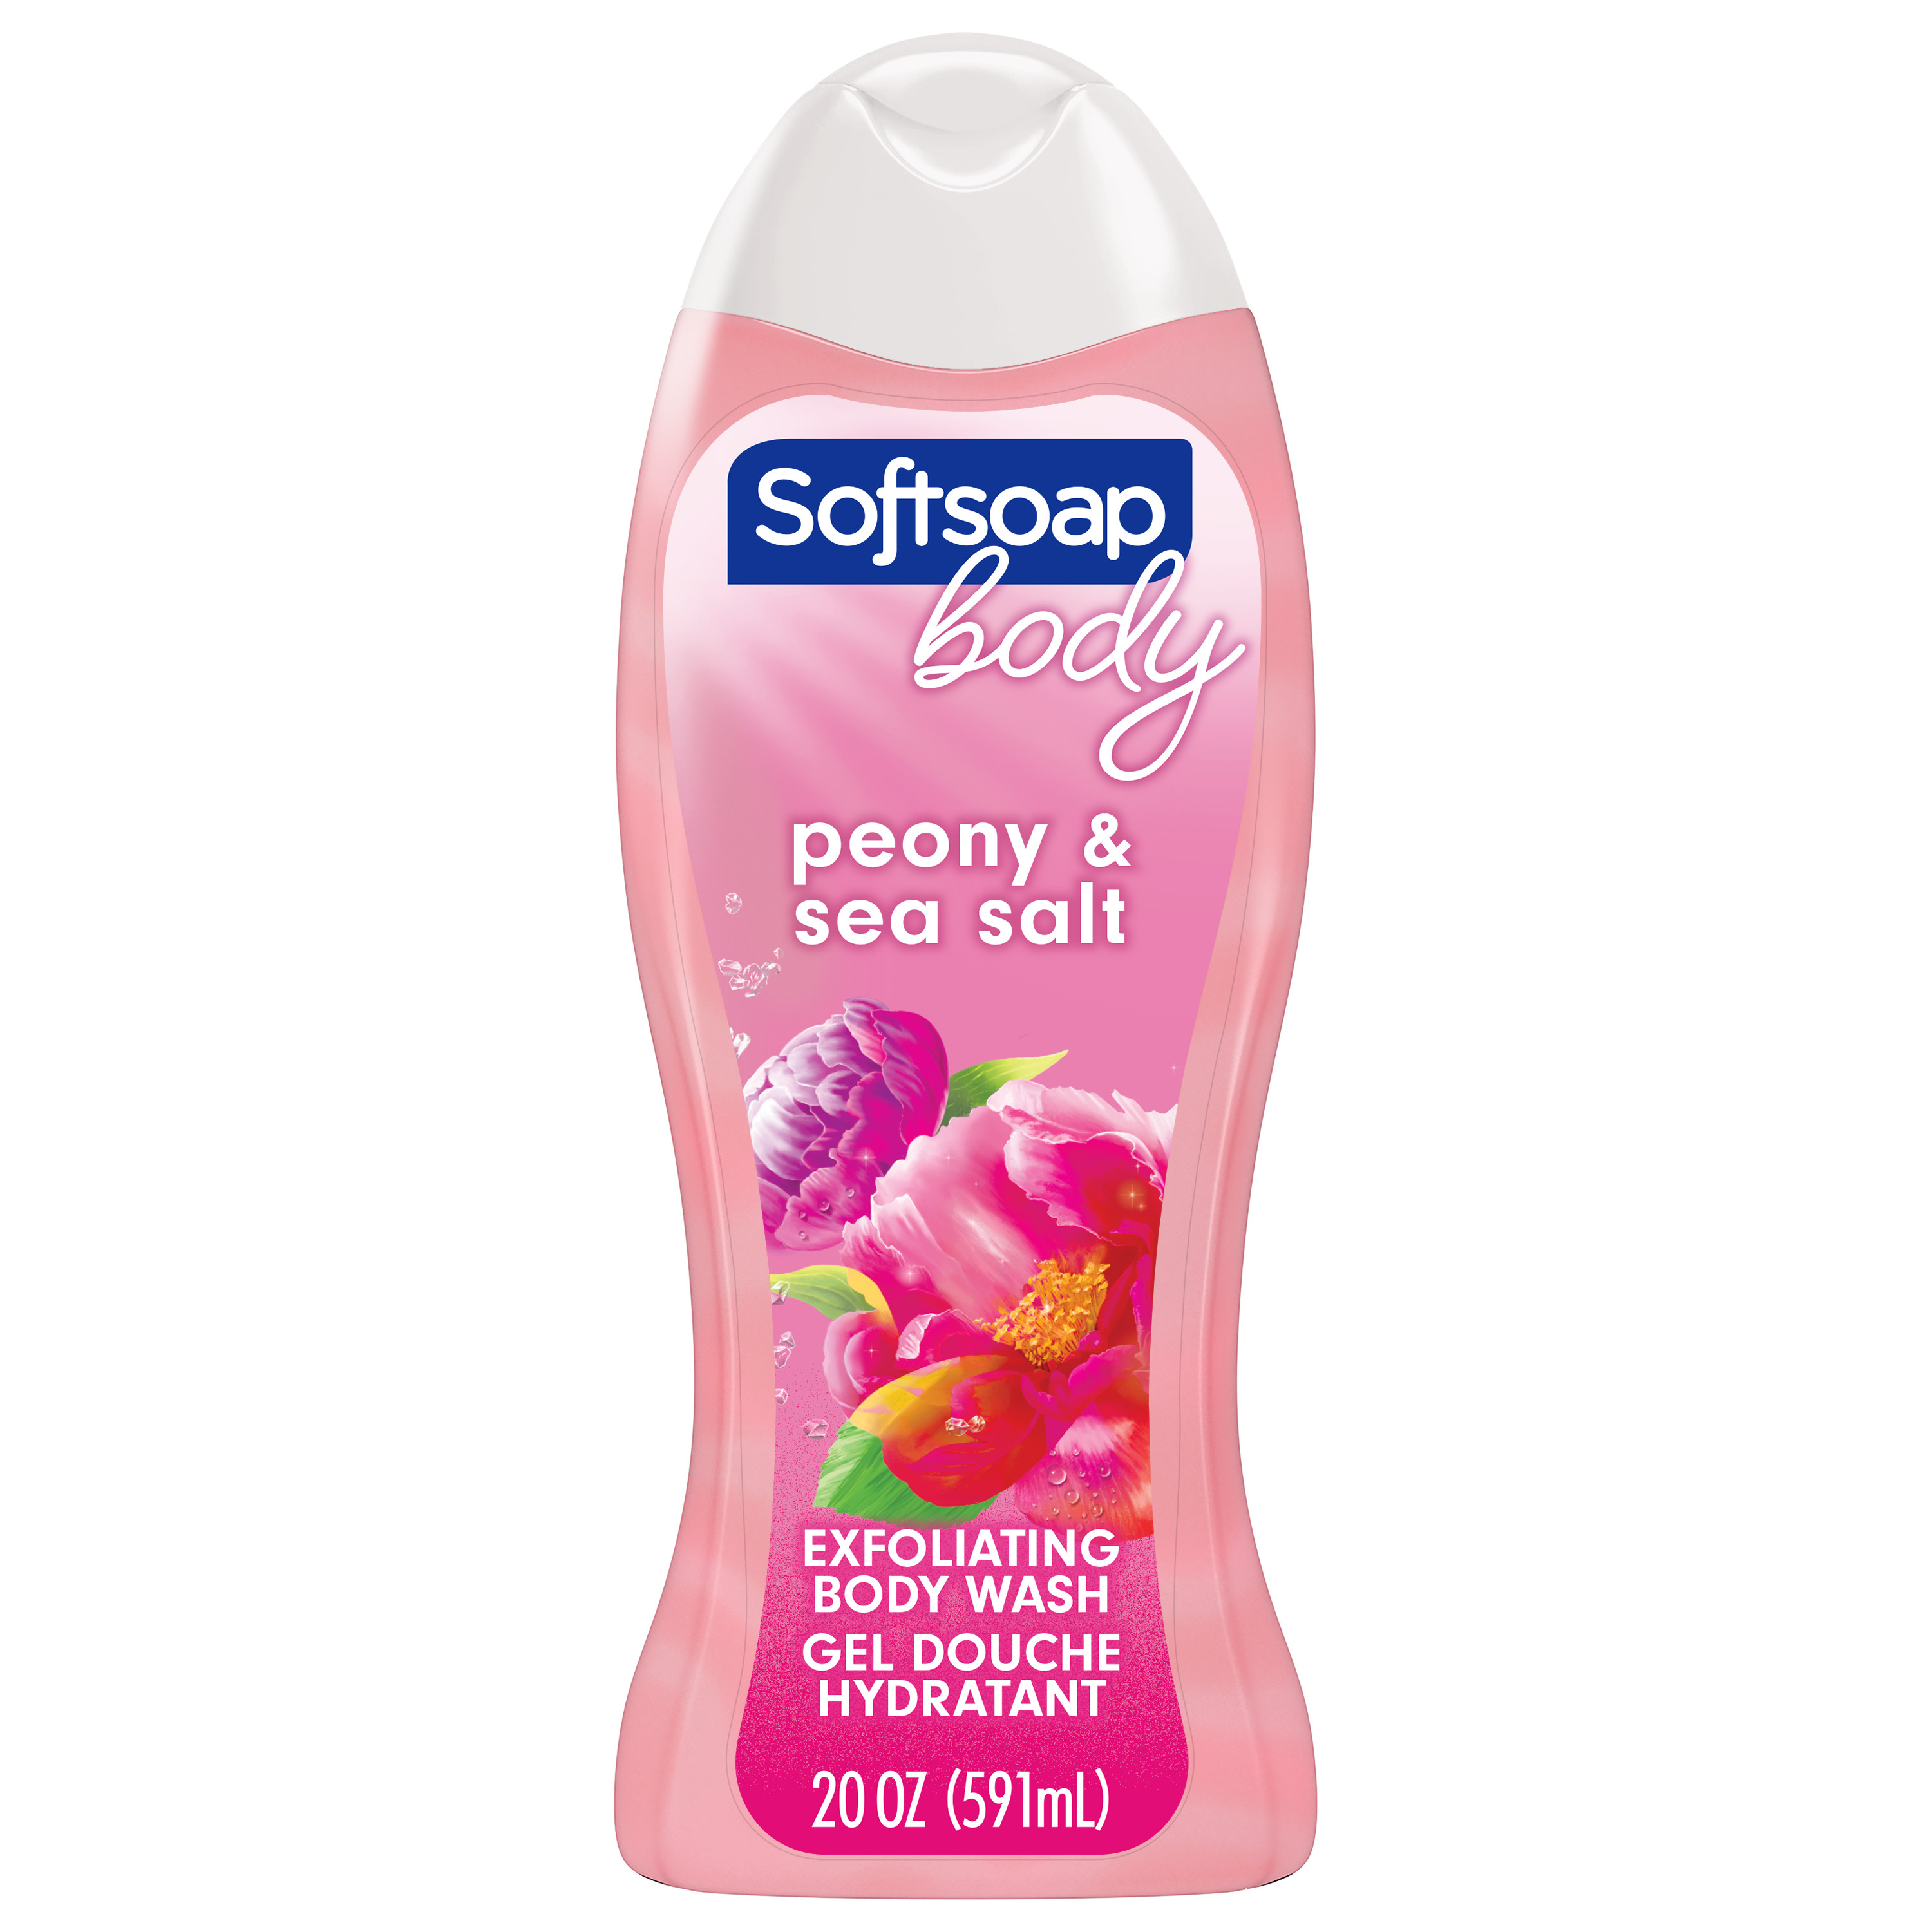 Softsoap
body
peony &
sea salt
EXFOLIATING
BODY WASH
GEL DOUCHE
HYDRATANT
20 OZ (591mL)